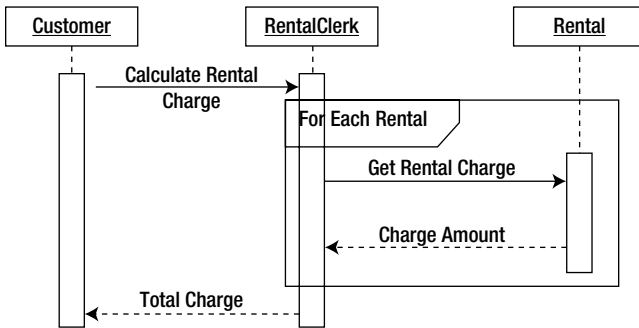 Customer
RentalClerk
Rental
Calculate Rental
Charge
For Each Rental
Get Rental Charge
Charge Amount
Total Charge